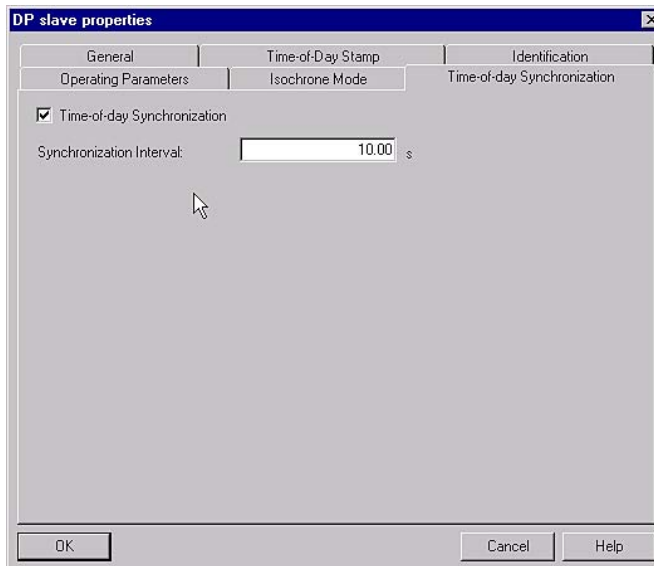 DP slave properties
General Time-of-Day Stamp Identification
Operating Parameters Isochrone Mode Time-of-day Synchronization
Time-of-day Synchronization
Synchronization Interval: 10.00 s
OK Cancel Help